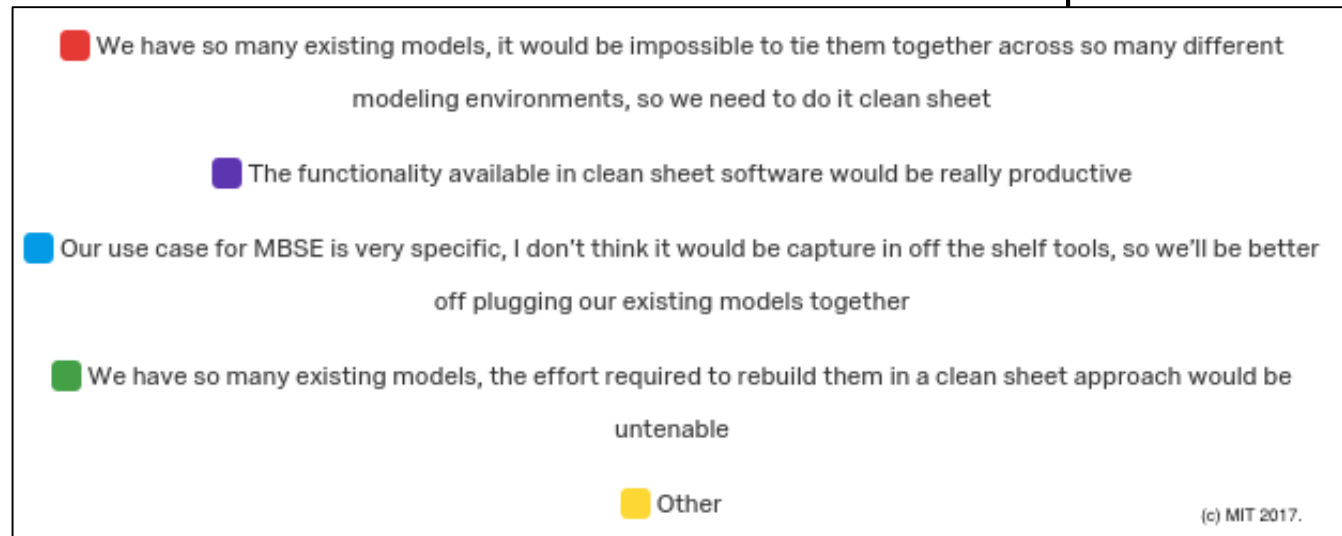 We have so many existing models, it would be impossible to tie them together across so many different
modeling environments, so we need to do it clean sheet
The functionality available in clean sheet software would be really productive
Our use case for MBSE is very specific, I don't think it would be capture in off the shelf tools, so we'll be better
off plugging our existing models together
We have so many existing models, the effort required to rebuild them in a clean sheet approach would be
untenable
Other
(c) MIT 2017.